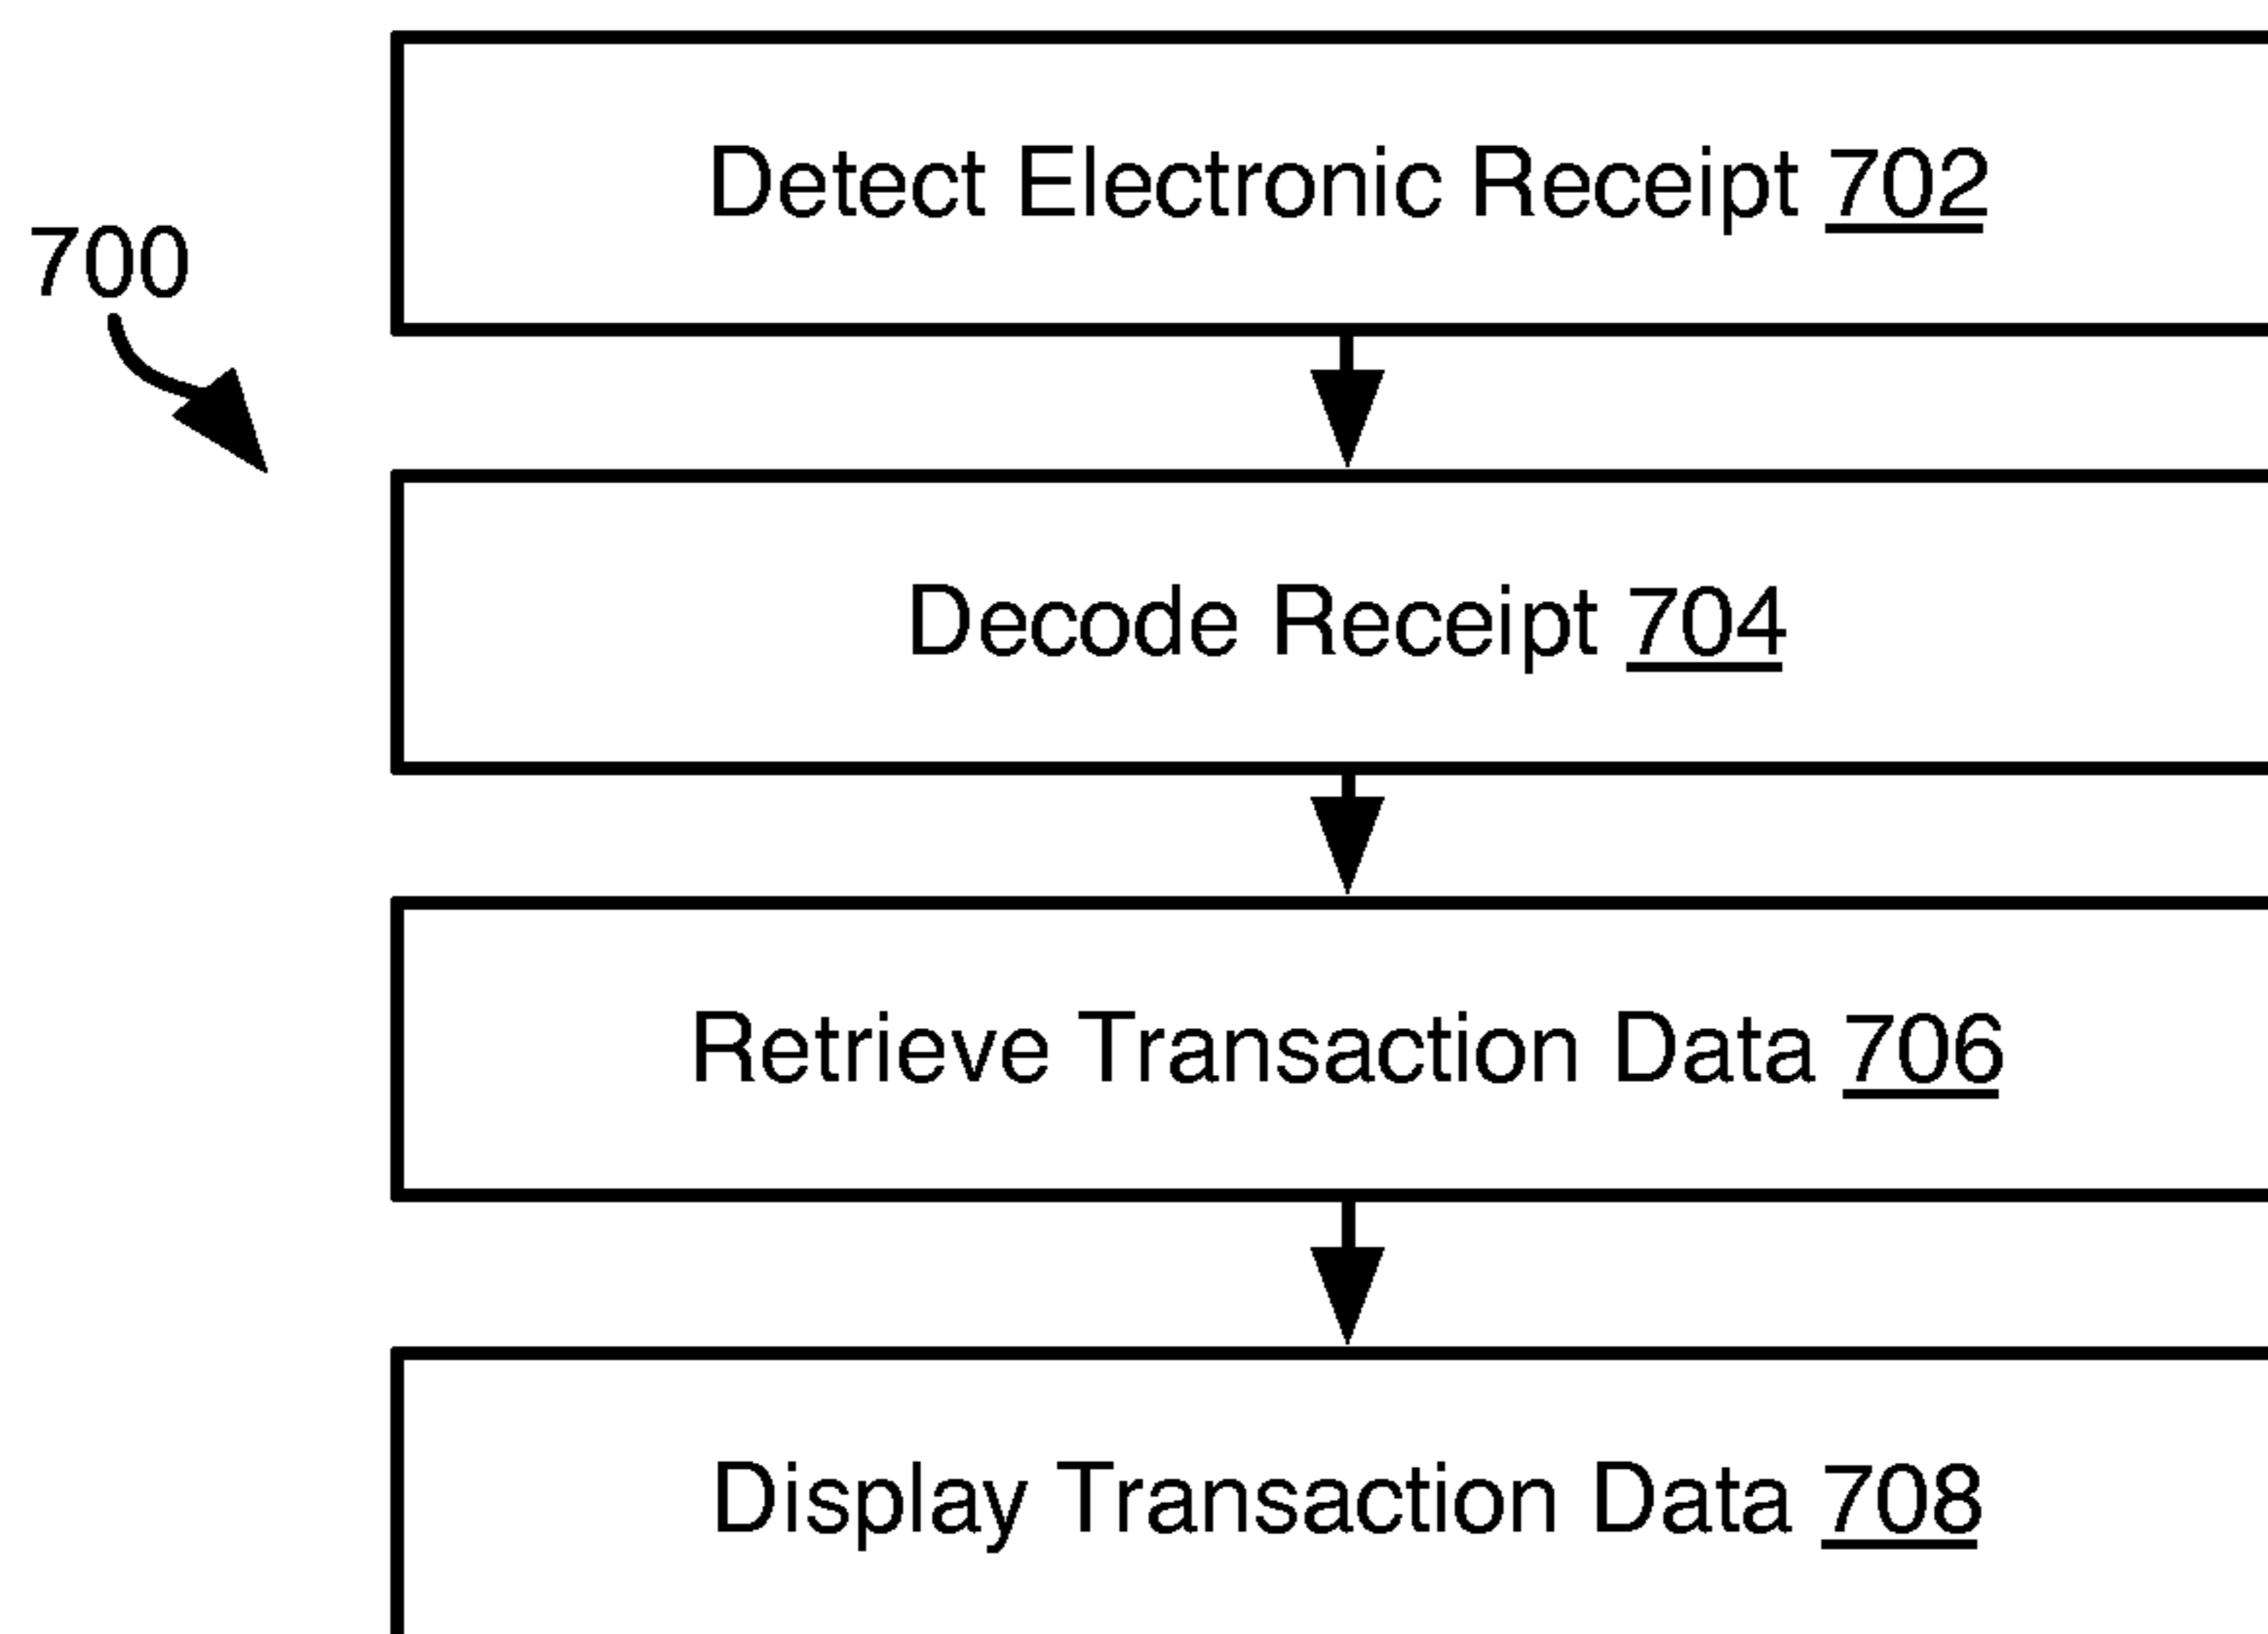 Detect Electronic Receipt 702
700
Decode Receipt 704
Retrieve Transaction Data 706
Display Transaction Data 708